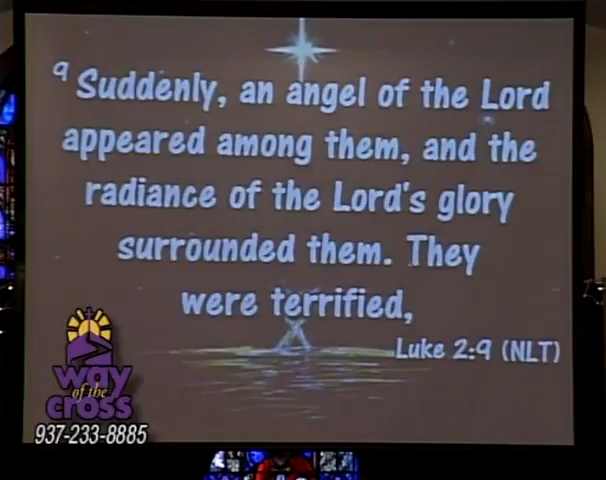 9 Suddenly, an angel of the Lord
appeared among them, and the
radiance of the Lord's glory
surrounded them. They
were terrified,
Luke 2:9 (NLT)
way
of the
cross
937-233-8885